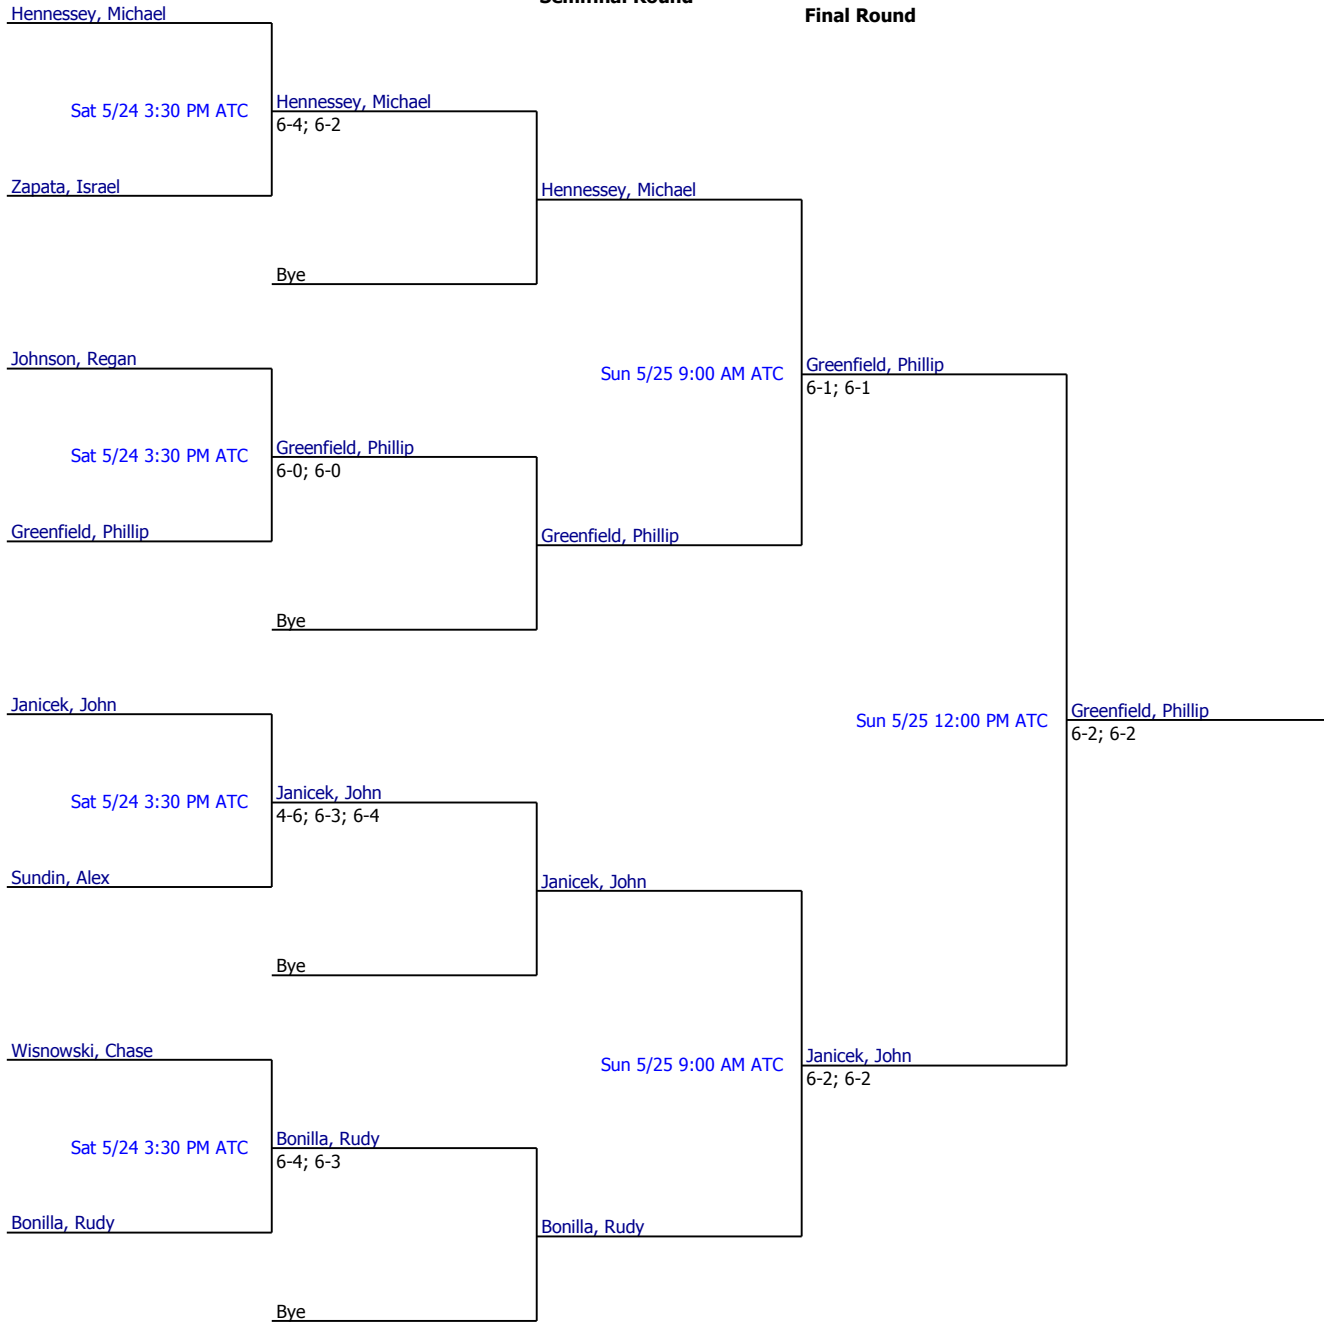 Semifinal Round
Final Round
Hennessey, Michael
Sat 5/24 3:30 PM ATC
Hennessey, Michael
6-4; 6-2
Zapata, Israel
Hennessey, Michael
Bye
Johnson, Regan
Sun 5/25 9:00 AM ATC
Greenfield, Phillip
6-1; 6-1
Sat 5/24 3:30 PM ATC
Greenfield, Phillip
6-0; 6-0
Greenfield, Phillip
Greenfield, Phillip
Bye
Janicek, John
Sun 5/25 12:00 PM ATC
Greenfield, Phillip
6-2; 6-2
Sat 5/24 3:30 PM ATC
Janicek, John
4-6; 6-3; 6-4
Sundin, Alex
Janicek, John
Bye
Wisnowski, Chase
Sun 5/25 9:00 AM ATC
Janicek, John
6-2; 6-2
Sat 5/24 3:30 PM ATC
Bonilla, Rudy
6-4; 6-3
Bonilla, Rudy
Bonilla, Rudy
Bye